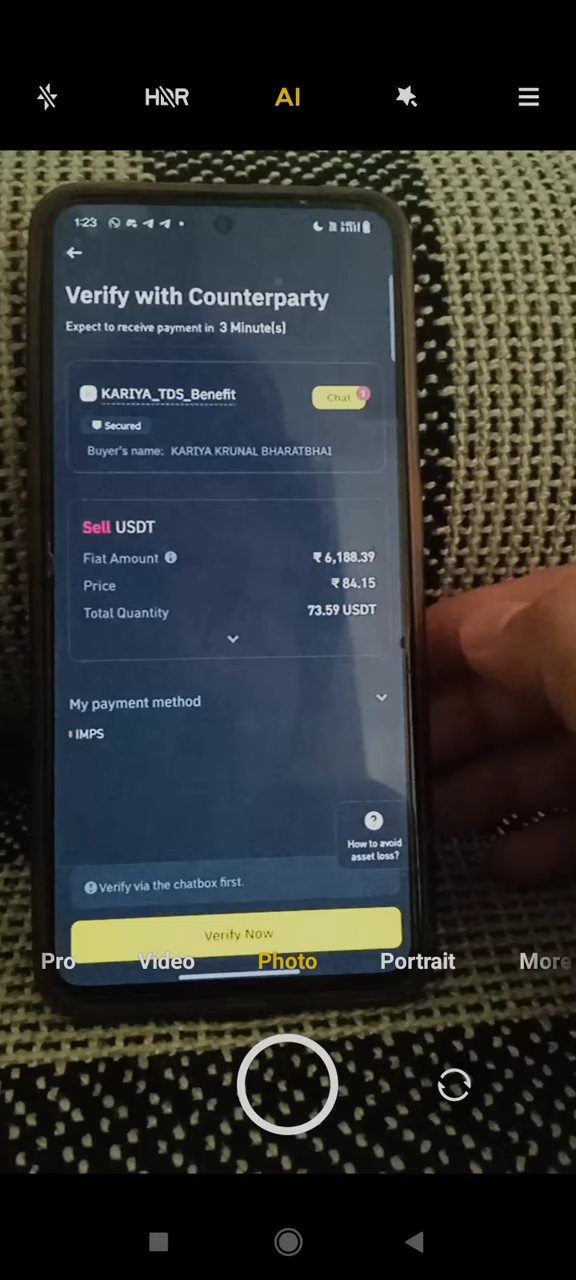 HDR
AI
1:23
Verify with Counterparty
Expect to receive payment in 3 Minute(s)
KARIYA_TDS_Benefit
Chat 1
Secured
Buyer's name: KARIYA KRUNAL BHARATBHAI
Sell USDT
Fiat Amount
₹ 6,188.39
Price
₹ 84.15
Total Quantity
73.59 USDT
My payment method
IMPS
?
How to avoid
asset loss?
Verify via the chatbox first.
Verify Now
Pro
Video
Photo
Portrait
More